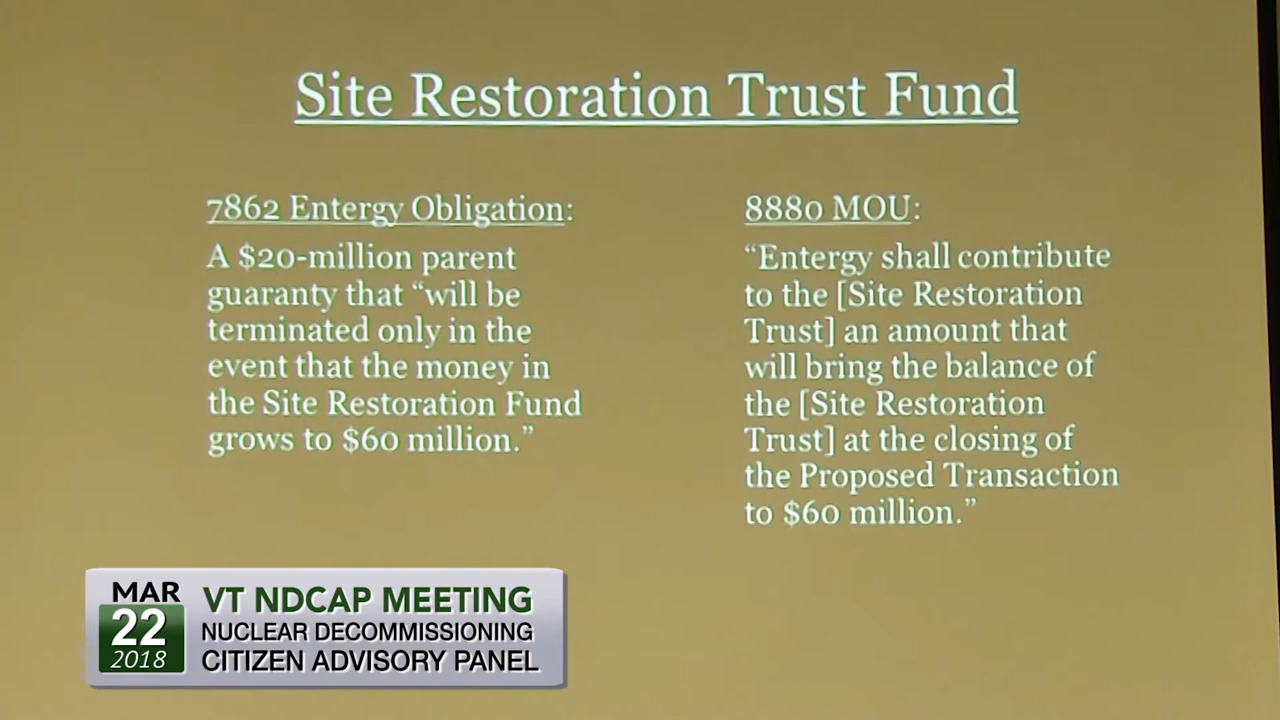 Site Restoration Trust Fund
7862 Entergy Obligation:
A $20-million parent
guaranty that “will be
terminated only in the
event that the money in
the Site Restoration Fund
grows to $60 million.”
8880 MOU:
“Entergy shall contribute
to the [Site Restoration
Trust] an amount that
will bring the balance of
the [Site Restoration
Trust] at the closing of
the Proposed Transaction
to $60 million.”
MAR
22
2018
VT NDCAP MEETING
NUCLEAR DECOMMISSIONING
CITIZEN ADVISORY PANEL